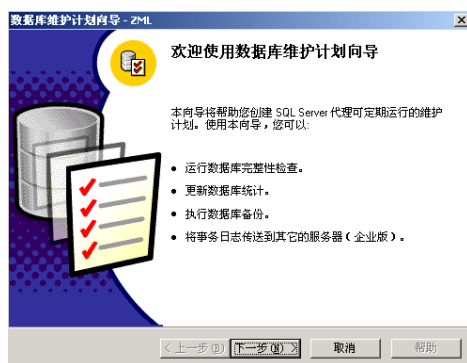 数据库维护计划向导 - ZML
欢迎使用数据库维护计划向导
本向导将帮助您创建 SQL Server 代理可定期运行的维护
计划。使用本向导，您可以:
• 运行数据库完整性检查。
• 更新数据库统计。
• 执行数据库备份。
• 将事务日志传送到其它的服务器（企业版）。
< 上一步(B) 下一步(N) > 取消 帮助